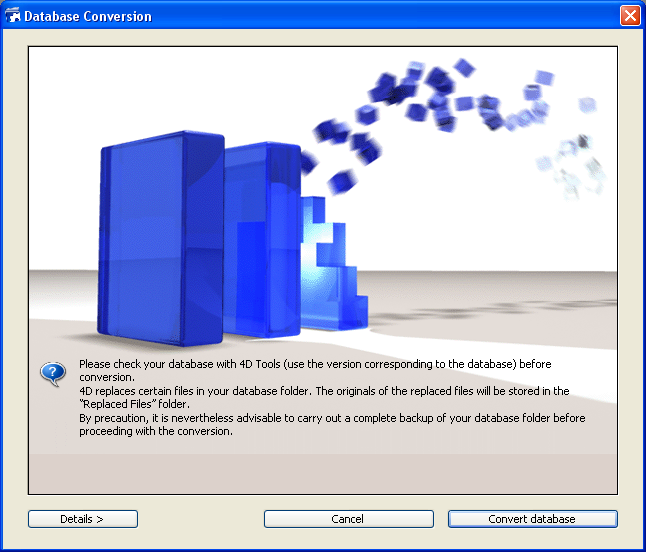 Database Conversion
Please check your database with 4D Tools (use the version corresponding to the database) before
conversion.
4D replaces certain files in your database folder. The originals of the replaced files will be stored in the
"Replaced Files" folder.
By precaution, it is nevertheless advisable to carry out a complete backup of your database folder before
proceeding with the conversion.
Details >
Cancel
Convert database